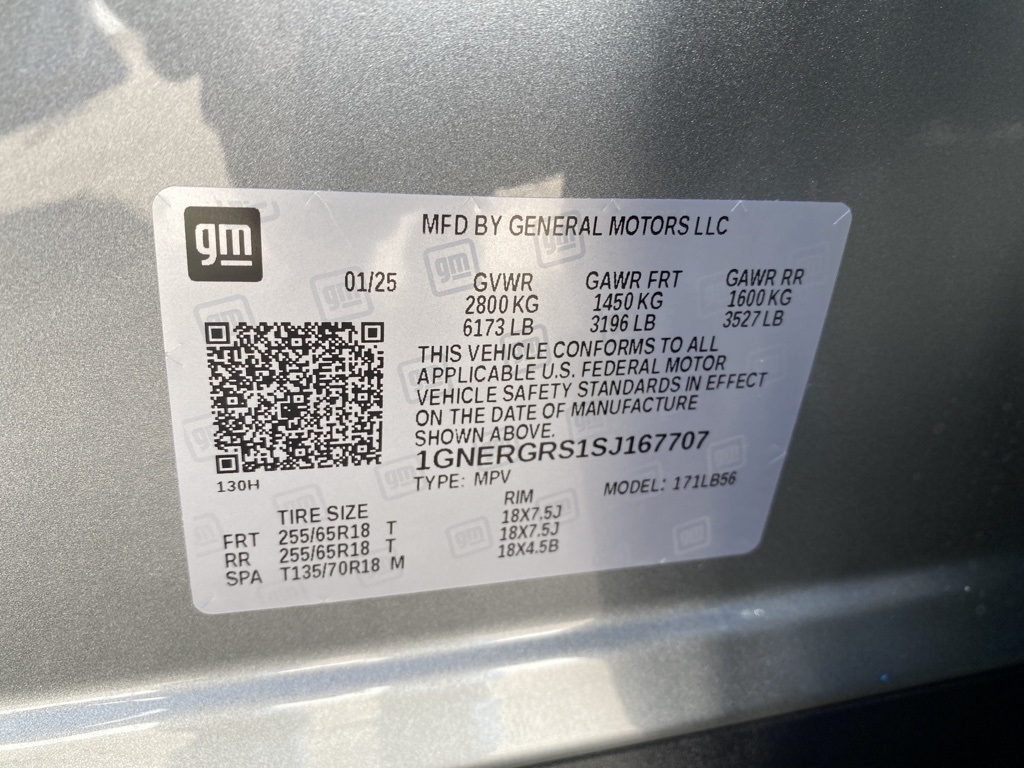 gm
MFD BY GENERAL MOTORS LLC
01/25
GVWR GAWR FRT GAWR RR
2800 KG 1450 KG 1600 KG
6173 LB 3196 LB 3527 LB
THIS VEHICLE CONFORMS TO ALL
APPLICABLE U.S. FEDERAL MOTOR
VEHICLE SAFETY STANDARDS IN EFFECT
ON THE DATE OF MANUFACTURE
SHOWN ABOVE.
1GNERGRS1SJ167707
130H
TYPE: MPV MODEL: 171LB56
TIRE SIZE RIM
FRT 255/65R18 T 18X7.5J
RR 255/65R18 T 18X7.5J
SPA T135/70R18 M 18X4.5B